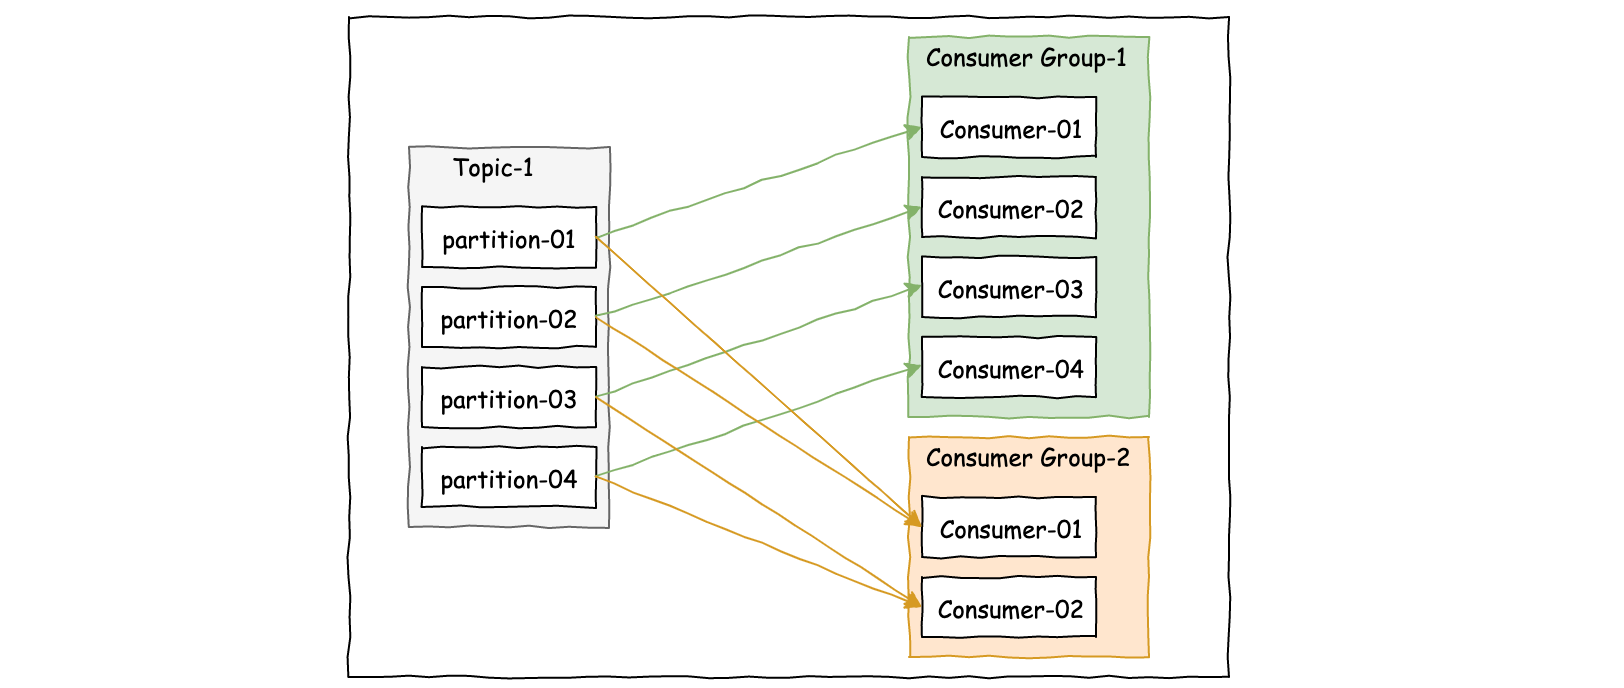 Topic-1
partition-01
partition-02
partition-03
partition-04
Consumer Group-1
Consumer-01
Consumer-02
Consumer-03
Consumer-04
Consumer Group-2
Consumer-01
Consumer-02